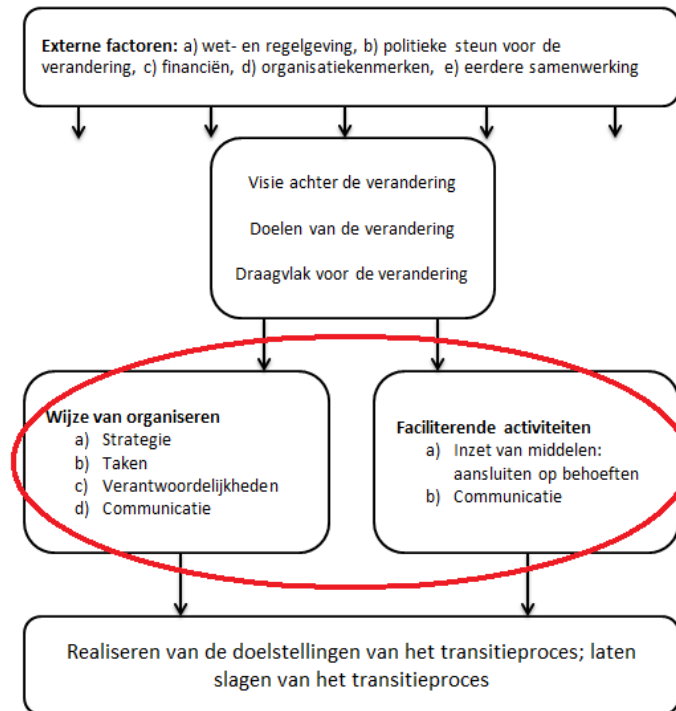 Externe factoren: a) wet- en regelgeving, b) politieke steun voor de
verandering, c) financiën, d) organisatiekenmerken, e) eerdere samenwerking
Visie achter de verandering
Doelen van de verandering
Draagvlak voor de verandering
Wijze van organiseren
a) Strategie
b) Taken
c) Verantwoordelijkheden
d) Communicatie
Faciliterende activiteiten
a) Inzet van middelen:
aansluiten op behoeften
b) Communicatie
Realiseren van de doelstellingen van het transitieproces; laten
slagen van het transitieproces